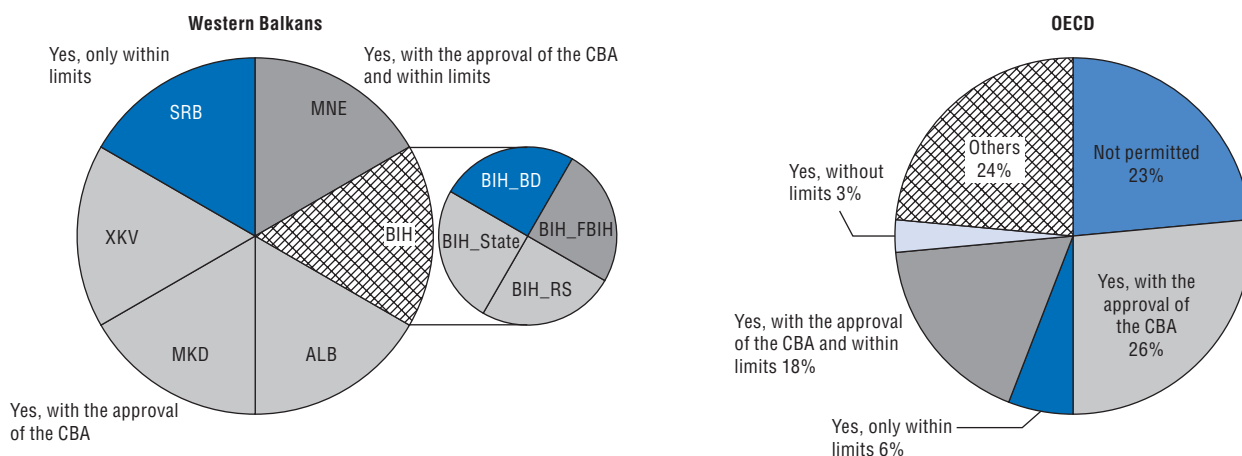 Western Balkans
Yes, only within
limits
Yes, with the approval of the CBA
and within limits
SRB
MNE
XKV
BIH
MKD
ALB
BIH_BD
BIH_FBIH
BIH_State
BIH_RS
Yes, with the approval
of the CBA
OECD
Others
24%
Not permitted
23%
Yes, without
limits 3%
Yes, with the
approval of
the CBA
26%
Yes, with the approval
of the CBA and within
limits 18%
Yes, only within
limits 6%